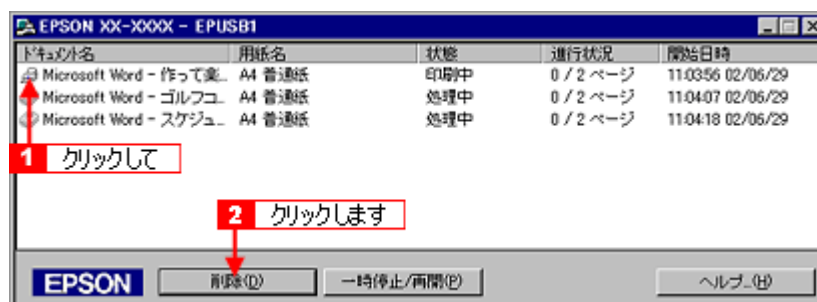 EPSON XX-XXXX - EPUSB1
ドキュメント名 用紙名 状態 進行状況 開始日時
Microsoft Word - 作って楽... A4 普通紙 印刷中 0 / 2 ページ 11:03:56 02/06/29
Microsoft Word - ゴルフコ... A4 普通紙 処理中 0 / 2 ページ 11:04:07 02/06/29
Microsoft Word - スケジュ... A4 普通紙 処理中 0 / 2 ページ 11:04:18 02/06/29
1 クリックして
2 クリックします
EPSON 削除(D) 一時停止/再開(P) ヘルプ...(H)